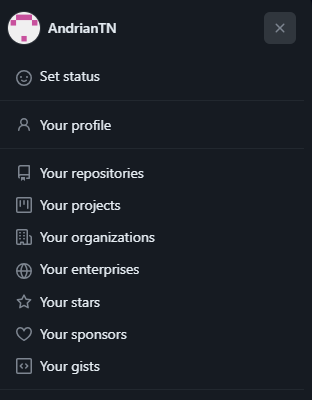 AndrianTN
Set status
Your profile
Your repositories
Your projects
Your organizations
Your enterprises
Your stars
Your sponsors
Your gists